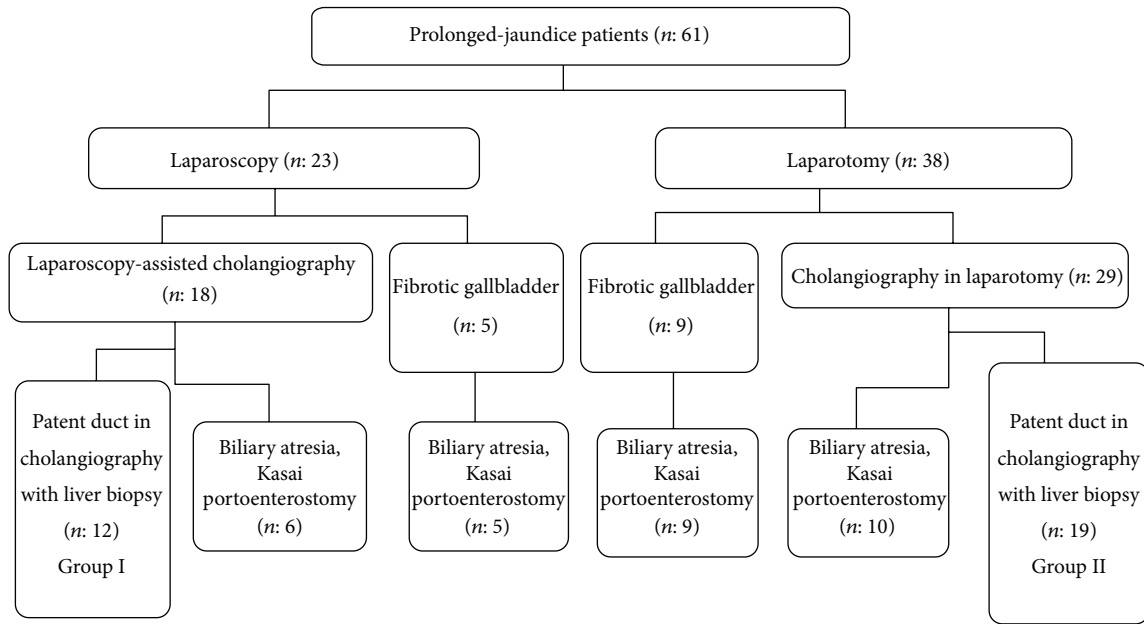 Prolonged-jaundice patients (n: 61)
Laparoscopy (n: 23)
Laparotomy (n: 38)
Laparoscopy-assisted cholangiography
(n: 18)
Fibrotic gallbladder
(n: 5)
Fibrotic gallbladder
(n: 9)
Cholangiography in laparotomy (n: 29)
Patent duct in
cholangiography
with liver biopsy
(n: 12)
Group I
Biliary atresia,
Kasai
portoenterostomy
(n: 6)
Biliary atresia,
Kasai
portoenterostomy
(n: 5)
Biliary atresia,
Kasai
portoenterostomy
(n: 9)
Biliary atresia,
Kasai
portoenterostomy
(n: 10)
Patent duct in
cholangiography
with liver biopsy
(n: 19)
Group II